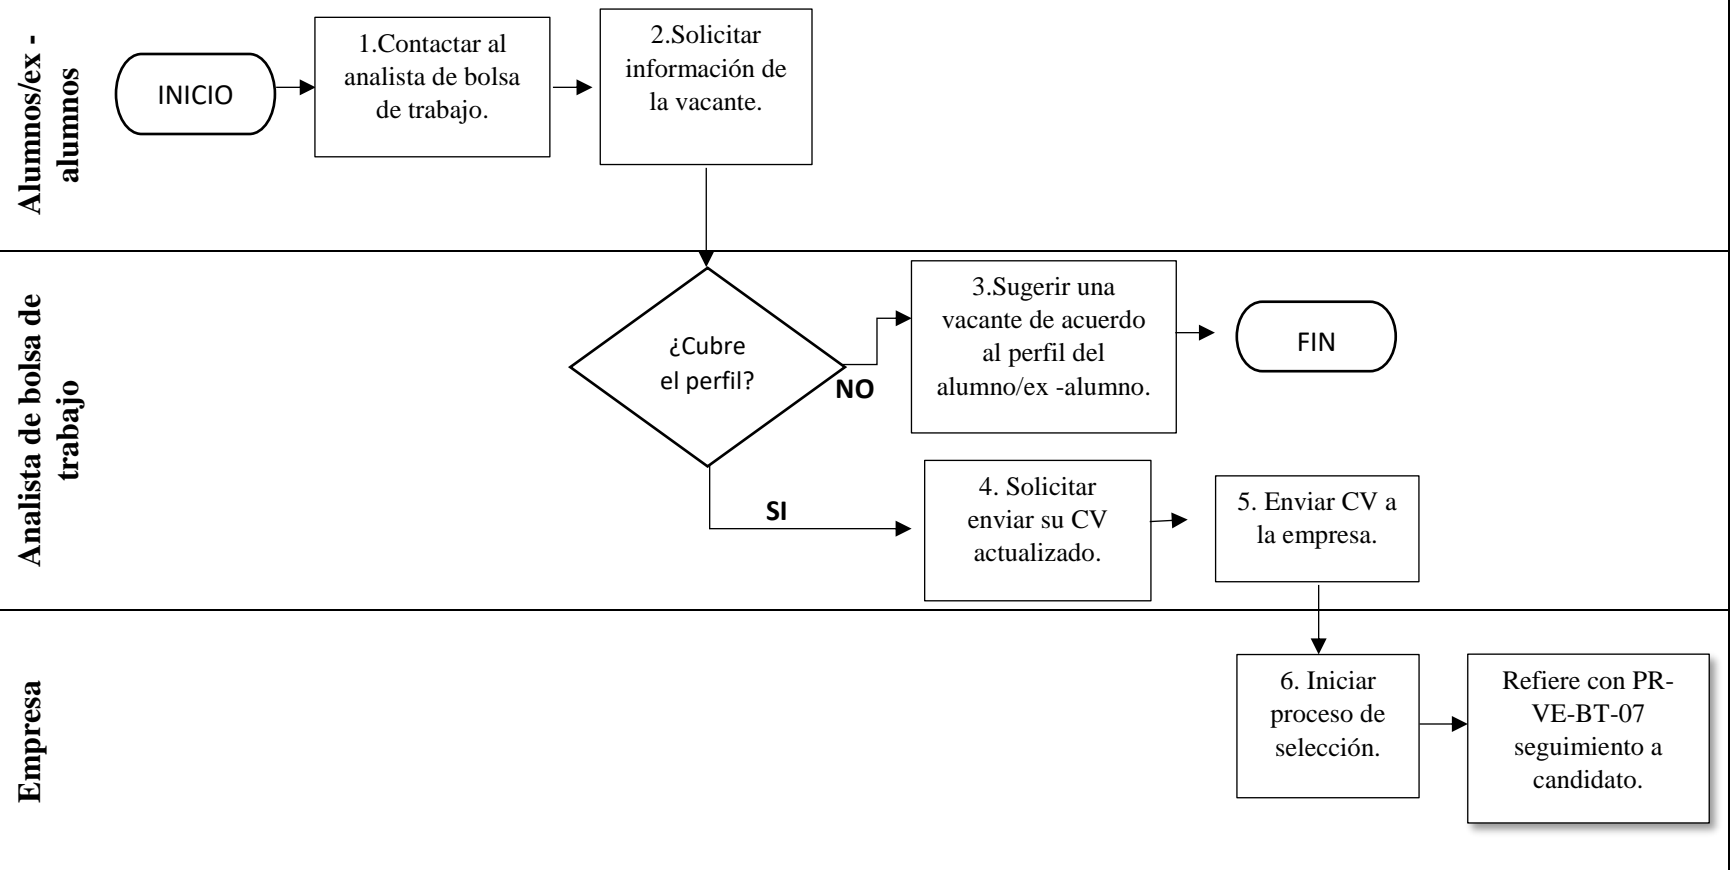 Alumnos/ex -
alumnos
INICIO
1.Contactar al
analista de bolsa
de trabajo.
2.Solicitar
información de
la vacante.
Analista de bolsa de
trabajo
¿Cubre
el perfil?
NO
3.Sugerir una
vacante de acuerdo
al perfil del
alumno/ex -alumno.
FIN
SI
4. Solicitar
enviar su CV
actualizado.
5. Enviar CV a
la empresa.
Empresa
6. Iniciar
proceso de
selección.
Refiere con PR-
VE-BT-07
seguimiento a
candidato.